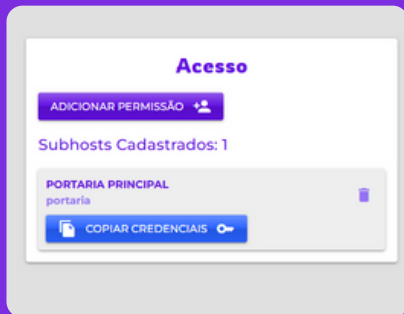 Acesso
ADICIONAR PERMISSÃO
Subhosts Cadastrados: 1
PORTARIA PRINCIPAL
portaria
COPIAR CREDENCIAIS